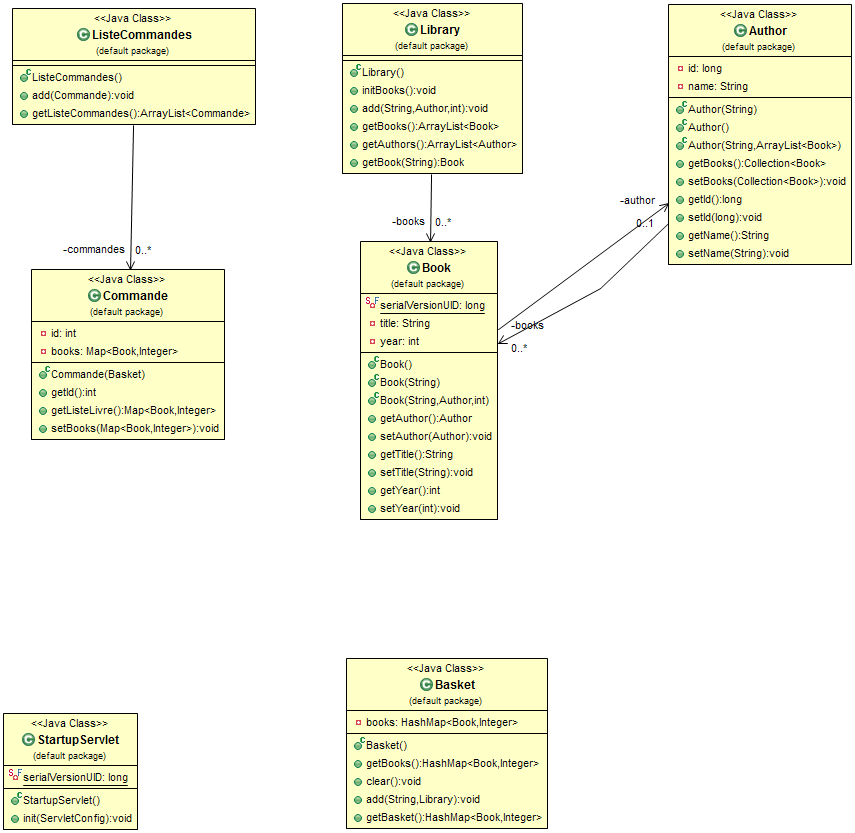 <<Java Class>>
ListeCommandes
(default package)
ListeCommandes()
add(Commande):void
getListeCommandes():ArrayList<Commande>
<<Java Class>>
Library
(default package)
Library()
initBooks():void
add(String,Author,int):void
getBooks():ArrayList<Book>
getAuthors():ArrayList<Author>
getBook(String):Book
<<Java Class>>
Author
(default package)
id: long
name: String
Author(String)
Author()
Author(String,ArrayList<Book>)
getBooks():Collection<Book>
setBooks(Collection<Book>):void
getId():long
setId(long):void
getName():String
setName(String):void
-commandes 0..*
-books 0..*
-author
0..1
-books
0..*
<<Java Class>>
Commande
(default package)
id: int
books: Map<Book,Integer>
Commande(Basket)
getId():int
getListeLivre():Map<Book,Integer>
setBooks(Map<Book,Integer>):void
<<Java Class>>
Book
(default package)
serialVersionUID: long
title: String
year: int
Book()
Book(String)
Book(String,Author,int)
getAuthor():Author
setAuthor(Author):void
getTitle():String
setTitle(String):void
getYear():int
setYear(int):void
<<Java Class>>
StartupServlet
(default package)
serialVersionUID: long
StartupServlet()
init(ServletConfig):void
<<Java Class>>
Basket
(default package)
books: HashMap<Book,Integer>
Basket()
getBooks():HashMap<Book,Integer>
clear():void
add(String,Library):void
getBasket():HashMap<Book,Integer>